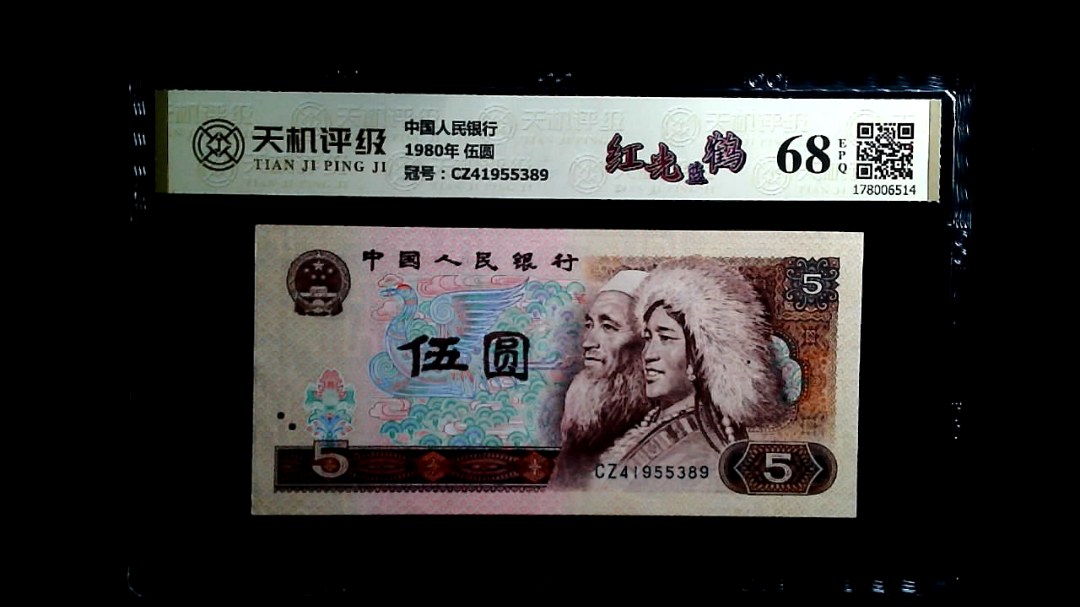 天机评级
TIAN JI PING JI
中国人民银行
1980年 伍圆
冠号：CZ41955389
红光蓝鹤
68
EPQ
178006514
中国人民银行
5
伍圆
5
CZ41955389
5